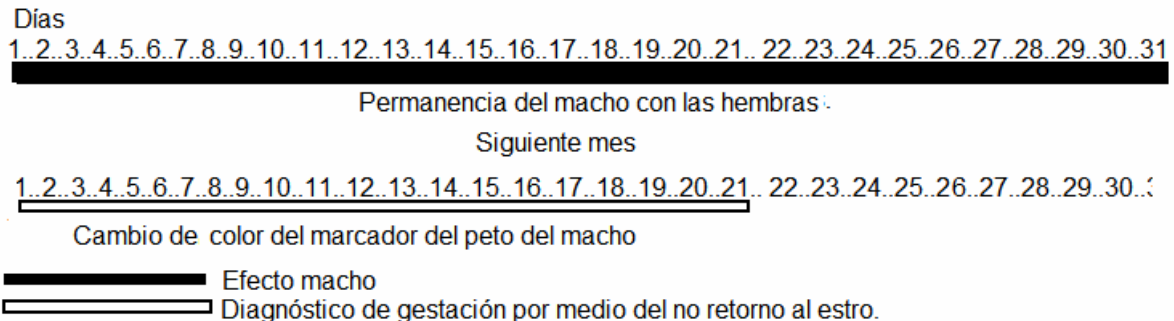 Días
1..2..3..4..5..6..7..8..9..10..11..12..13..14..15..16..17..18..19..20..21.. 22..23..24..25..26..27..28..29..30..31
Permanencia del macho con las hembras
Siguiente mes
1..2..3..4..5..6..7..8..9..10..11..12..13..14..15..16..17..18..19..20..21.. 22..23..24..25..26..27..28..29..30..
Cambio de color del marcador del peto del macho
Efecto macho
Diagnóstico de gestación por medio del no retorno al estro.